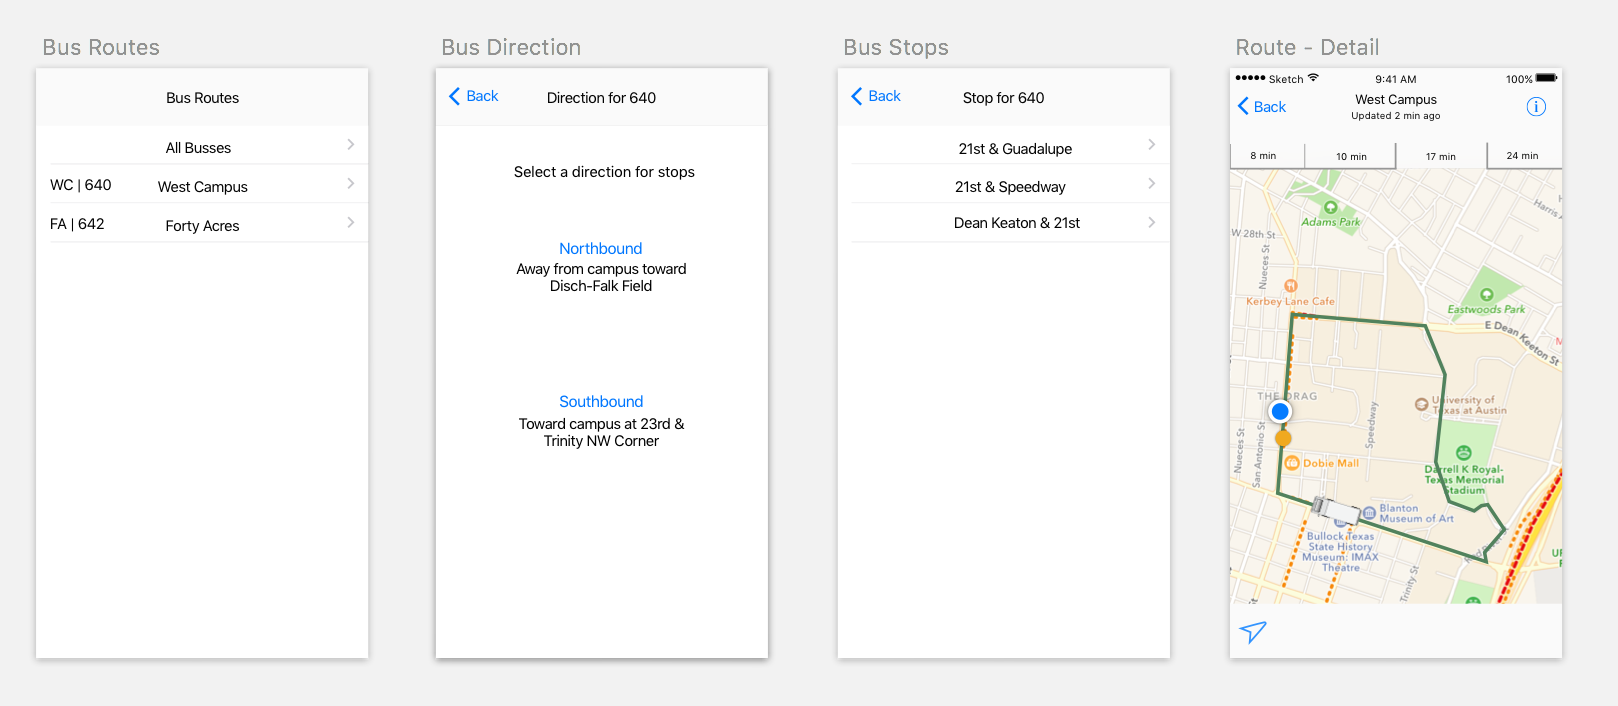 Bus Routes
Bus Routes
All Busses
WC | 640 West Campus
FA | 642 Forty Acres
Bus Direction
Back
Direction for 640
Select a direction for stops
Northbound
Away from campus toward
Disch-Falk Field
Southbound
Toward campus at 23rd &
Trinity NW Corner
Bus Stops
Back
Stop for 640
21st & Guadalupe
21st & Speedway
Dean Keaton & 21st
Route - Detail
Sketch 9:41 AM 100%
Back
West Campus
Updated 2 min ago
i
8 min 10 min 17 min 24 min
Adams Park
Harris
W 28th St
Nueces St
Kerbey Lane Cafe
Eastwoods Park
E Dean Keeton St
THE DRAG
University of
Texas at Austin
Speedway
Nueces St
San Antonio St
Dobie Mall
Darrell K Royal-
Texas Memorial
Stadium
Blanton
Museum of Art
Bullock Texas
State History
Museum: IMAX
Theatre
Trinity St